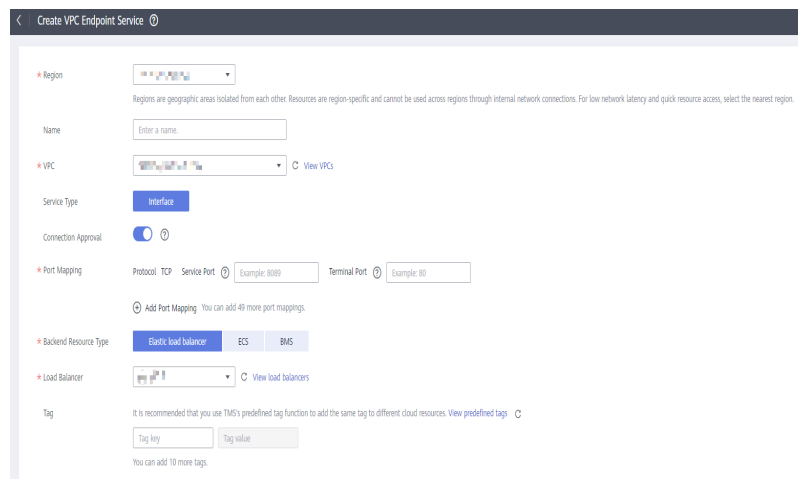 Create VPC Endpoint Service
* Region
Regions are geographic areas isolated from each other. Resources are region-specific and cannot be used across regions through internal network connections. For low network latency and quick resource access, select the nearest region.
Name Enter a name.
* VPC View VPCs
Service Type Interface
Connection Approval
* Port Mapping Protocol TCP Service Port Example: 8089 Terminal Port Example: 80
Add Port Mapping You can add 49 more port mappings.
* Backend Resource Type Elastic load balancer ECS BMS
* Load Balancer View load balancers
Tag It is recommended that you use TMS's predefined tag function to add the same tag to different cloud resources. View predefined tags
Tag key Tag value
You can add 10 more tags.